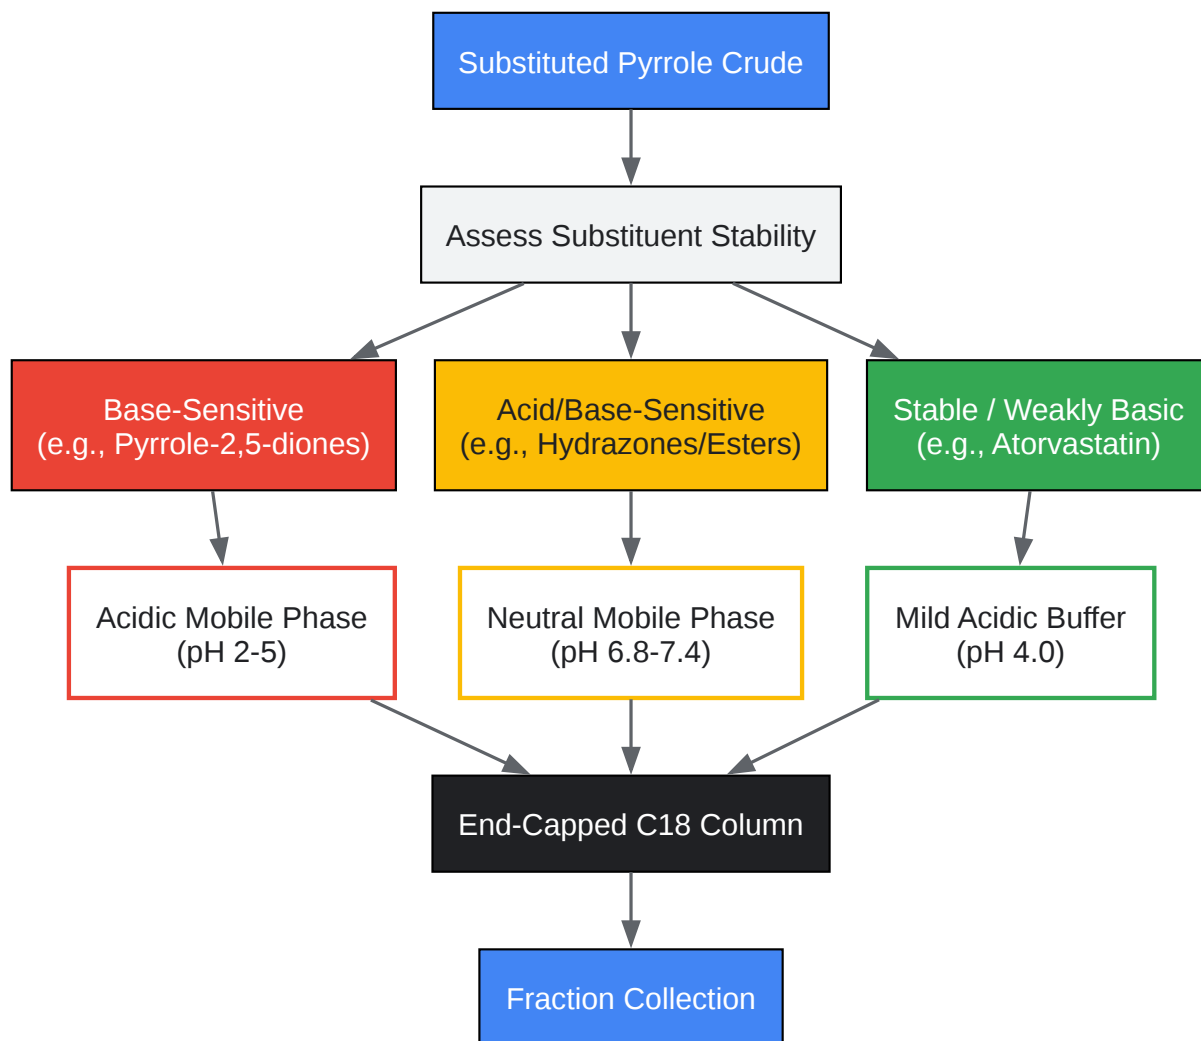 Substituted Pyrrole Crude
Assess Substituent Stability
Base-Sensitive
(e.g., Pyrrole-2,5-diones)
Acid/Base-Sensitive
(e.g., Hydrazones/Esters)
Stable / Weakly Basic
(e.g., Atorvastatin)
Acidic Mobile Phase
(pH 2-5)
Neutral Mobile Phase
(pH 6.8-7.4)
Mild Acidic Buffer
(pH 4.0)
End-Capped C18 Column
Fraction Collection